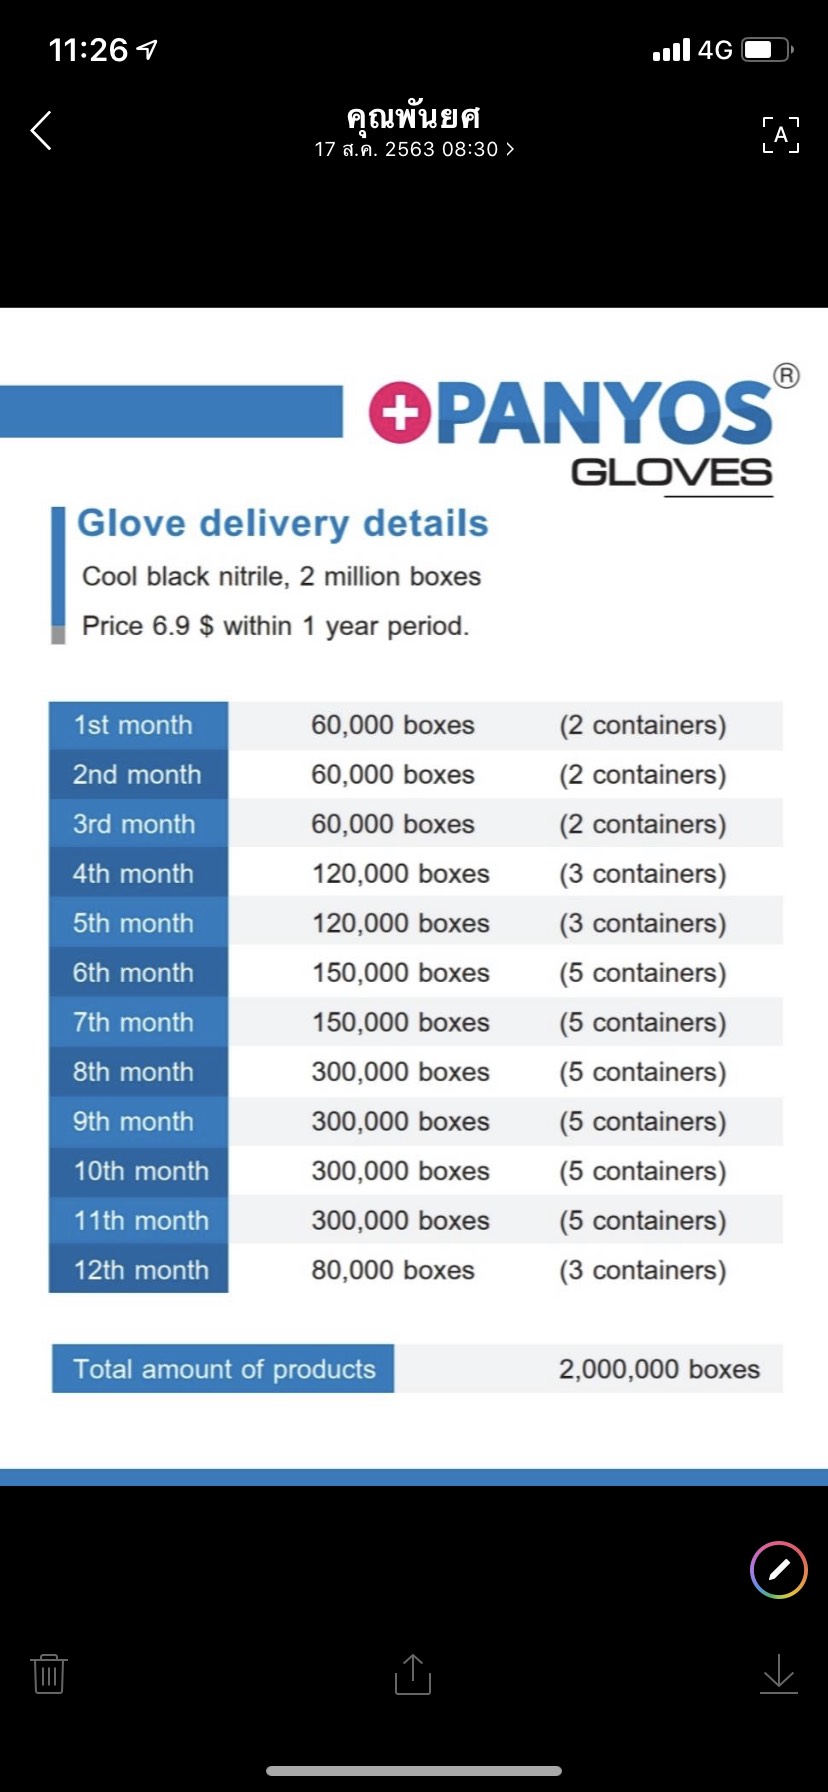 11:26
4G
คุณพันยศ
17 ส.ค. 2563 08:30 >
A
PANYOS®
GLOVES
Glove delivery details
Cool black nitrile, 2 million boxes
Price 6.9 $ within 1 year period.
1st month 60,000 boxes (2 containers)
2nd month 60,000 boxes (2 containers)
3rd month 60,000 boxes (2 containers)
4th month 120,000 boxes (3 containers)
5th month 120,000 boxes (3 containers)
6th month 150,000 boxes (5 containers)
7th month 150,000 boxes (5 containers)
8th month 300,000 boxes (5 containers)
9th month 300,000 boxes (5 containers)
10th month 300,000 boxes (5 containers)
11th month 300,000 boxes (5 containers)
12th month 80,000 boxes (3 containers)
Total amount of products 2,000,000 boxes